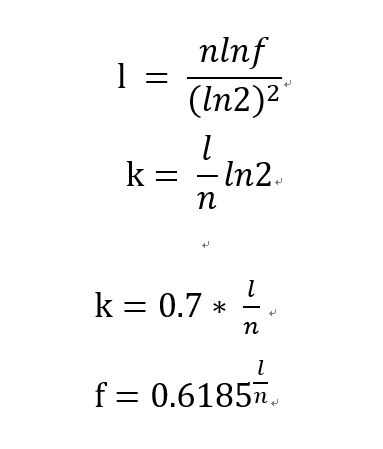 l = nlnf/(ln2)²
k = l/n ln2
k = 0.7 * l/n
f = 0.6185^(l/n)